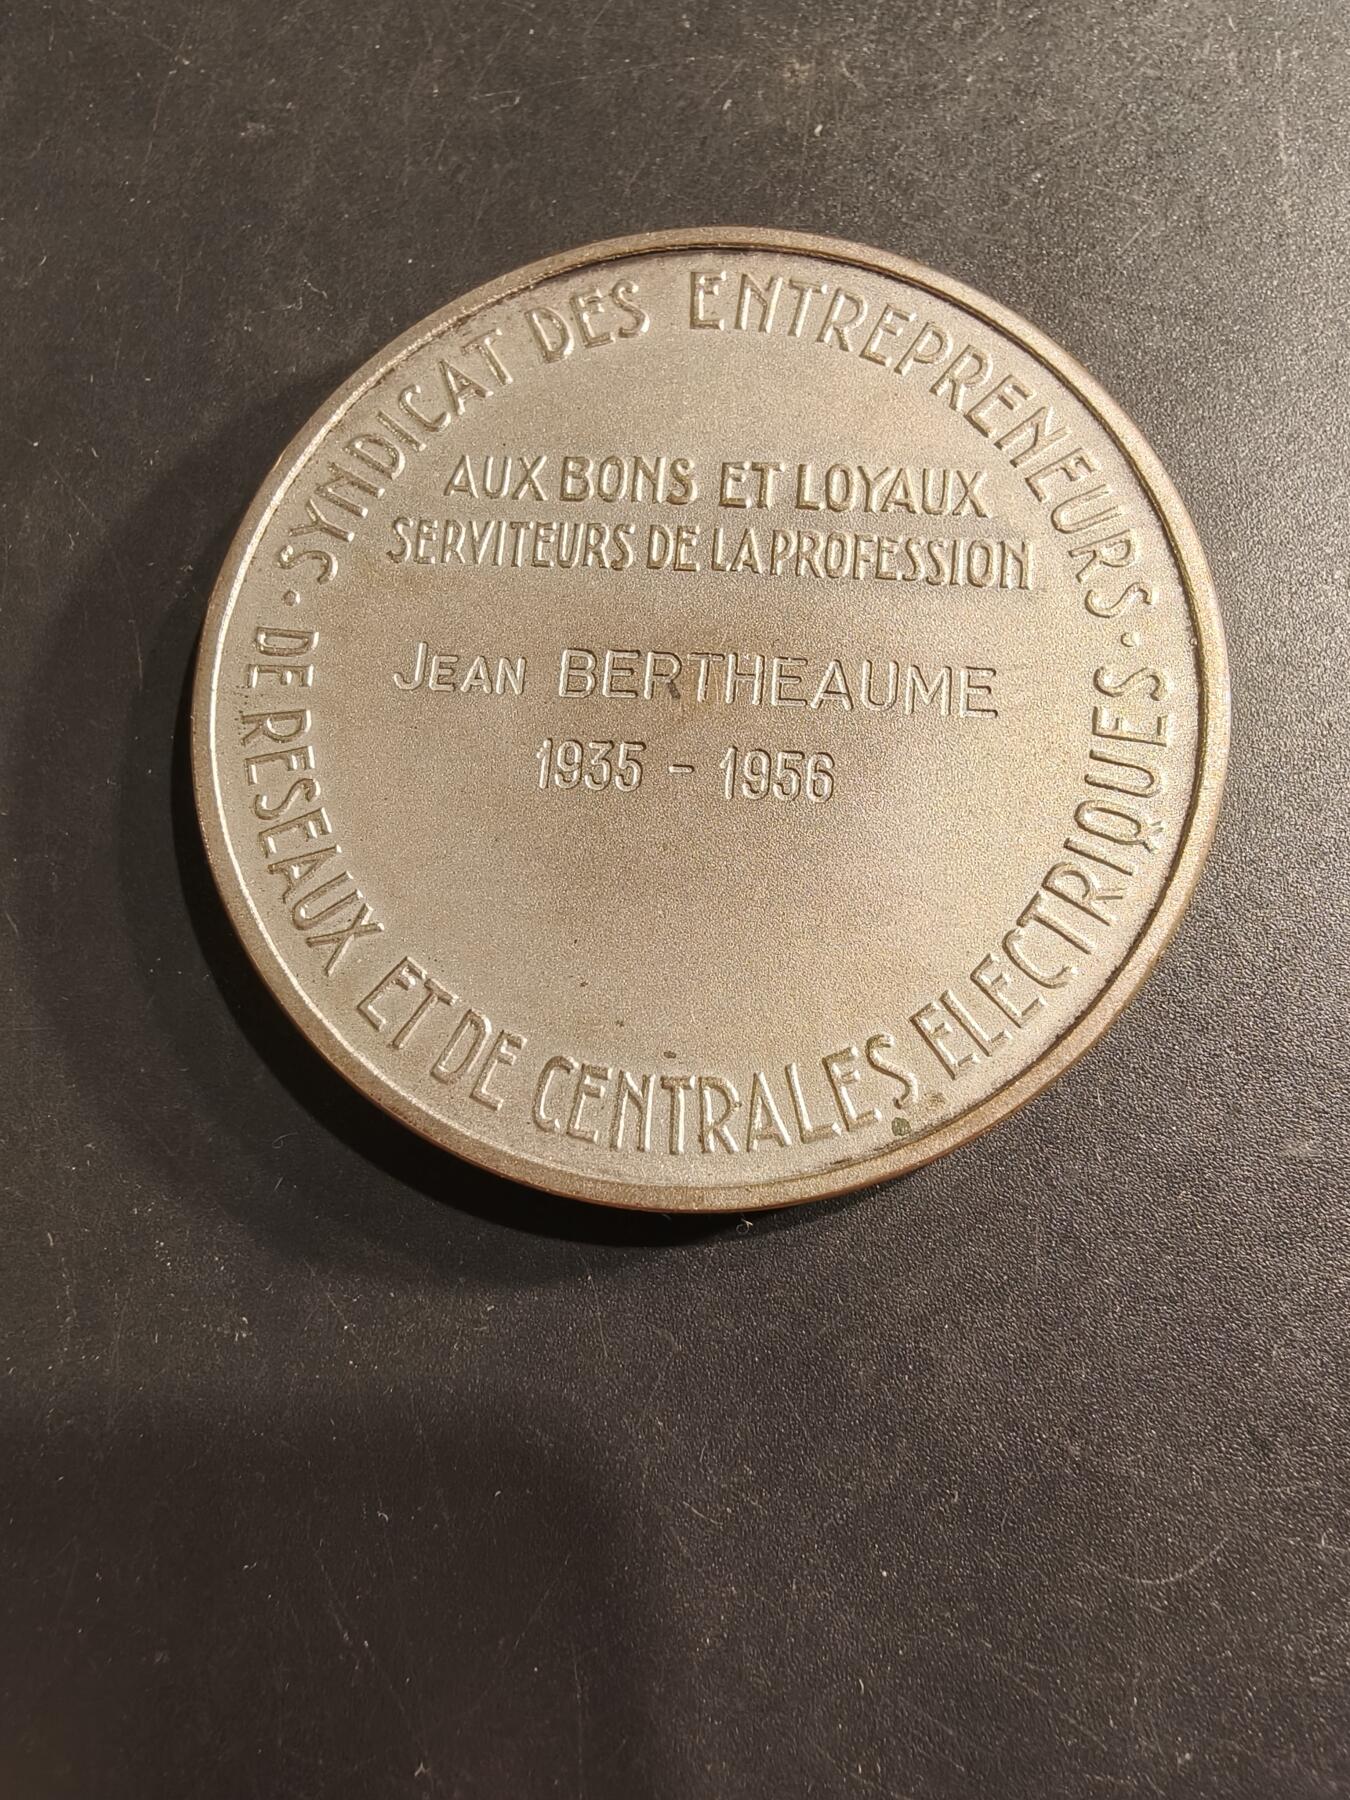 · SYNDICAT DES ENTREPRENEURS ·
DE RESEAUX ET DE CENTRALES ELECTRIQUES
AUX BONS ET LOYAUX
SERVITEURS DE LA PROFESSION
JEAN BERTHEAUME
1935 - 1956